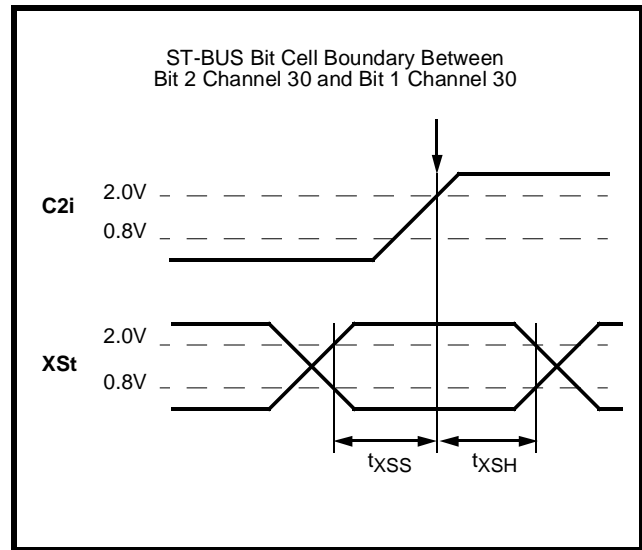 ST-BUS Bit Cell Boundary Between
Bit 2 Channel 30 and Bit 1 Channel 30
C2i
2.0V
0.8V
XSt
2.0V
0.8V
tXSS
tXSH